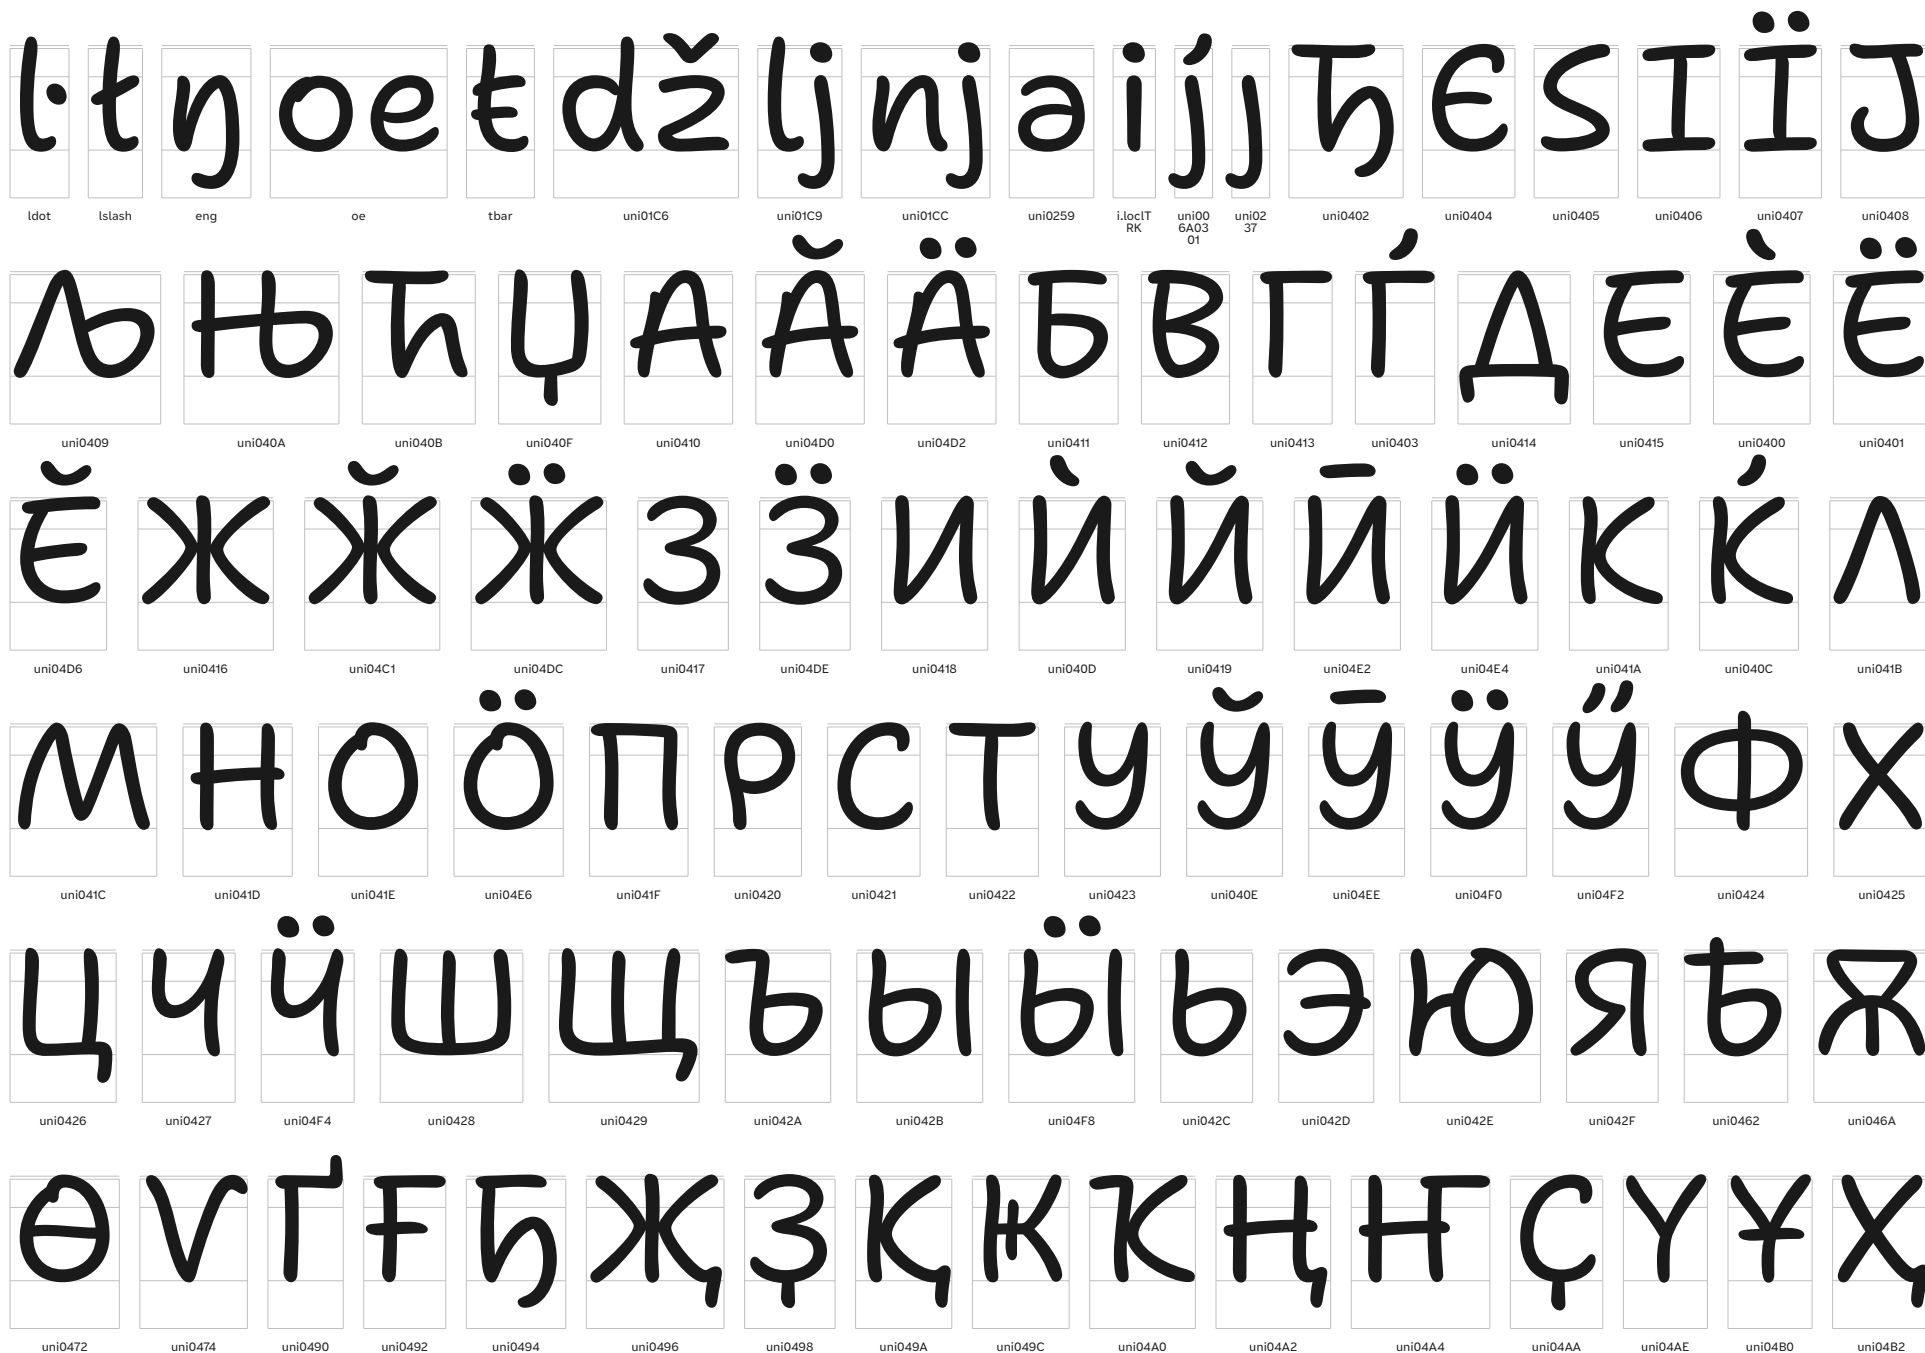 ŀ ł ŋ œ ŧ dž lj nj ə i j́ ȷ Ђ Є Ѕ І Ї Ј
ldot lslash eng oe tbar uni01C6 uni01C9 uni01CC uni0259 i.loclTRK uni006A0301 uni0237 uni0402 uni0404 uni0405 uni0406 uni0407 uni0408
Љ Њ Ћ Џ А Ӑ Ӓ Б В Г Ѓ Д Е Ѐ Ё
uni0409 uni040A uni040B uni040F uni0410 uni04D0 uni04D2 uni0411 uni0412 uni0413 uni0403 uni0414 uni0415 uni0400 uni0401
Ӗ Ж Ӂ Ӝ З Ӟ И Ѝ Й Ӣ Ӥ К Ќ Л
uni04D6 uni0416 uni04C1 uni04DC uni0417 uni04DE uni0418 uni040D uni0419 uni04E2 uni04E4 uni041A uni040C uni041B
М Н О Ӧ П Р С Т У Ў Ӯ Ӱ Ӳ Ф Х
uni041C uni041D uni041E uni04E6 uni041F uni0420 uni0421 uni0422 uni0423 uni040E uni04EE uni04F0 uni04F2 uni0424 uni0425
Ц Ч Ӵ Ш Щ Ъ Ы Ӹ Ь Э Ю Я Ѣ Ѫ
uni0426 uni0427 uni04F4 uni0428 uni0429 uni042A uni042B uni04F8 uni042C uni042D uni042E uni042F uni0462 uni046A
Ѳ Ѵ Ґ Ғ Ҕ Җ Ҙ Қ Ҝ Ҡ Ң Ҥ Ҫ Ү Ұ Ҳ
uni0472 uni0474 uni0490 uni0492 uni0494 uni0496 uni0498 uni049A uni049C uni04A0 uni04A2 uni04A4 uni04AA uni04AE uni04B0 uni04B2